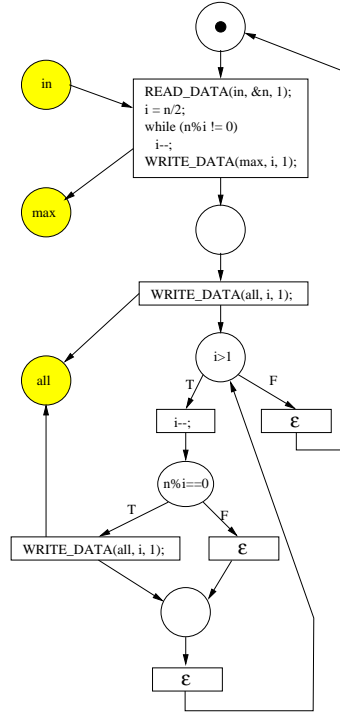 in
READ_DATA(in, &n, 1);
i = n/2;
while (n%i != 0)
i--;
WRITE_DATA(max, i, 1);
max
WRITE_DATA(all, i, 1);
all
i>1
T
F
i--;
ε
n%i==0
T
F
WRITE_DATA(all, i, 1);
ε
ε